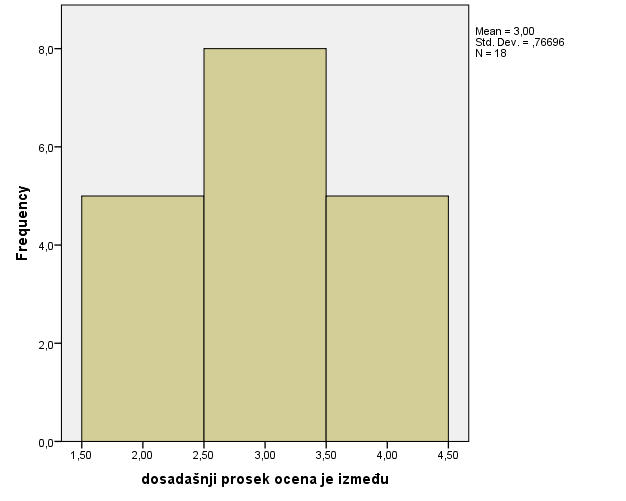 Mean = 3,00
Std. Dev. = ,76696
N = 18
8,0
6,0
4,0
2,0
0,0
Frequency
1,50 2,00 2,50 3,00 3,50 4,00 4,50
dosadašnji prosek ocena je između